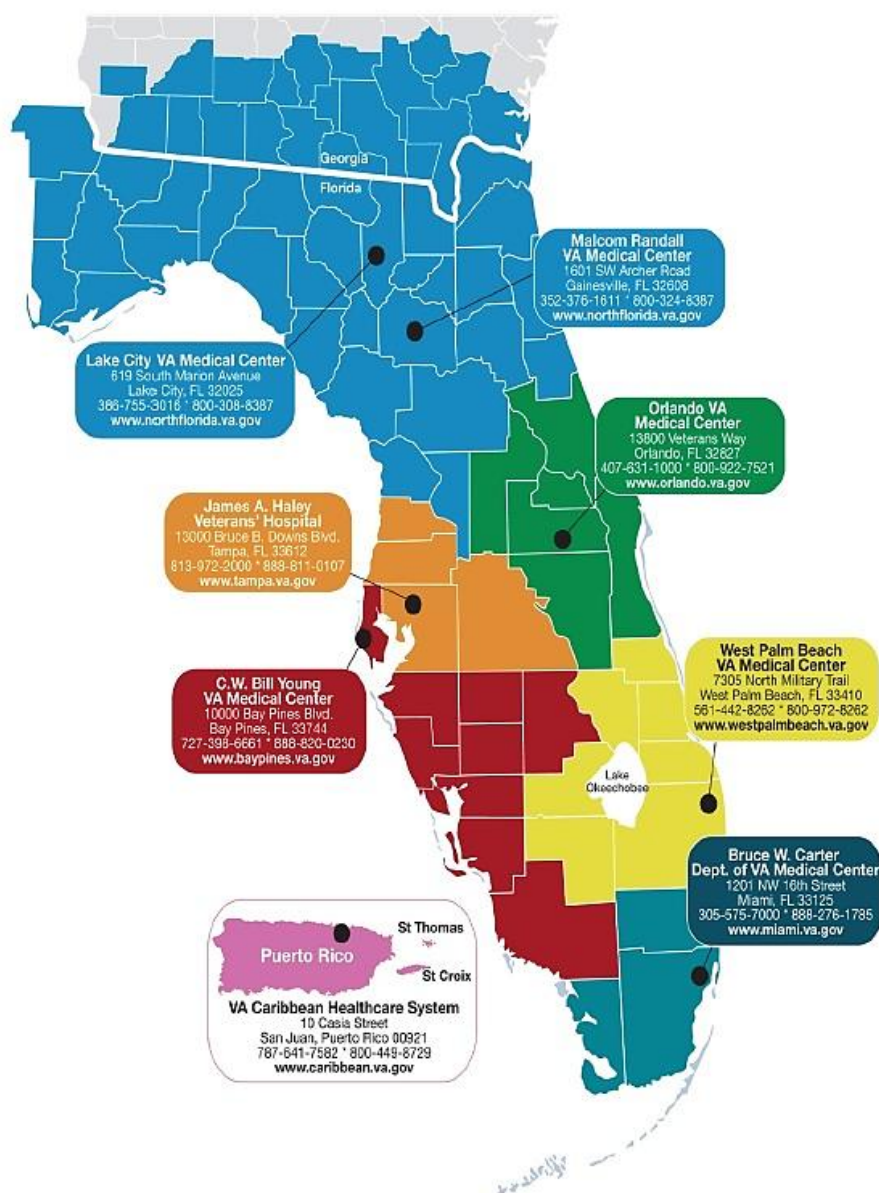 Georgia
Florida
Malcom Randall
VA Medical Center
1601 SW Archer Road
Gainesville, FL 32608
352-376-1611 * 800-324-8387
www.northflorida.va.gov
Lake City VA Medical Center
619 South Marion Avenue
Lake City, FL 32025
386-755-3016 * 800-308-8387
www.northflorida.va.gov
Orlando VA
Medical Center
13800 Veterans Way
Orlando, FL 32827
407-631-1000 * 800-922-7521
www.orlando.va.gov
James A. Haley
Veterans' Hospital
13000 Bruce B. Downs Blvd.
Tampa, FL 33612
813-972-2000 * 888-811-0107
www.tampa.va.gov
West Palm Beach
VA Medical Center
7305 North Military Trail
West Palm Beach, FL 33410
561-442-8262 * 800-972-8262
www.westpalmbeach.va.gov
C.W. Bill Young
VA Medical Center
10000 Bay Pines Blvd.
Bay Pines, FL 33744
727-398-6661 * 888-820-0230
www.baypines.va.gov
Lake
Okeechobee
Bruce W. Carter
Dept. of VA Medical Center
1201 NW 16th Street
Miami, FL 33125
305-575-7000 * 888-276-1785
www.miami.va.gov
St Thomas
Puerto Rico
St Croix
VA Caribbean Healthcare System
10 Casia Street
San Juan, Puerto Rico 00921
787-641-7582 * 800-449-8729
www.caribbean.va.gov